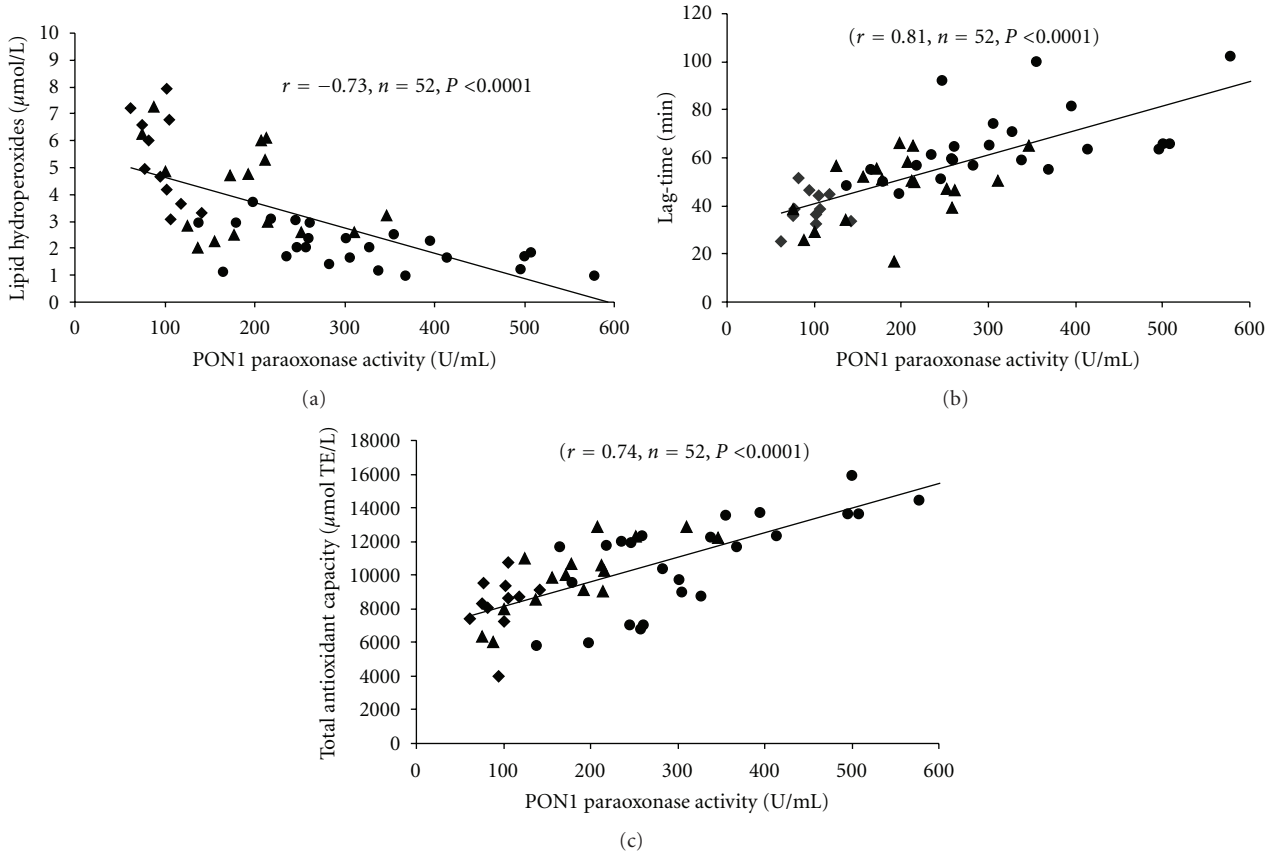 Lipid hydroperoxides (μmol/L)
10
9
8
7
6
5
4
3
2
1
0
r = −0.73, n = 52, P <0.0001
0 100 200 300 400 500 600
PON1 paraoxonase activity (U/mL)
(a)
Lag-time (min)
120
100
80
60
40
20
0
(r = 0.81, n = 52, P <0.0001)
0 100 200 300 400 500 600
PON1 paraoxonase activity (U/mL)
(b)
Total antioxidant capacity (μmol TE/L)
18000
16000
14000
12000
10000
8000
6000
4000
2000
0
(r = 0.74, n = 52, P <0.0001)
0 100 200 300 400 500 600
PON1 paraoxonase activity (U/mL)
(c)